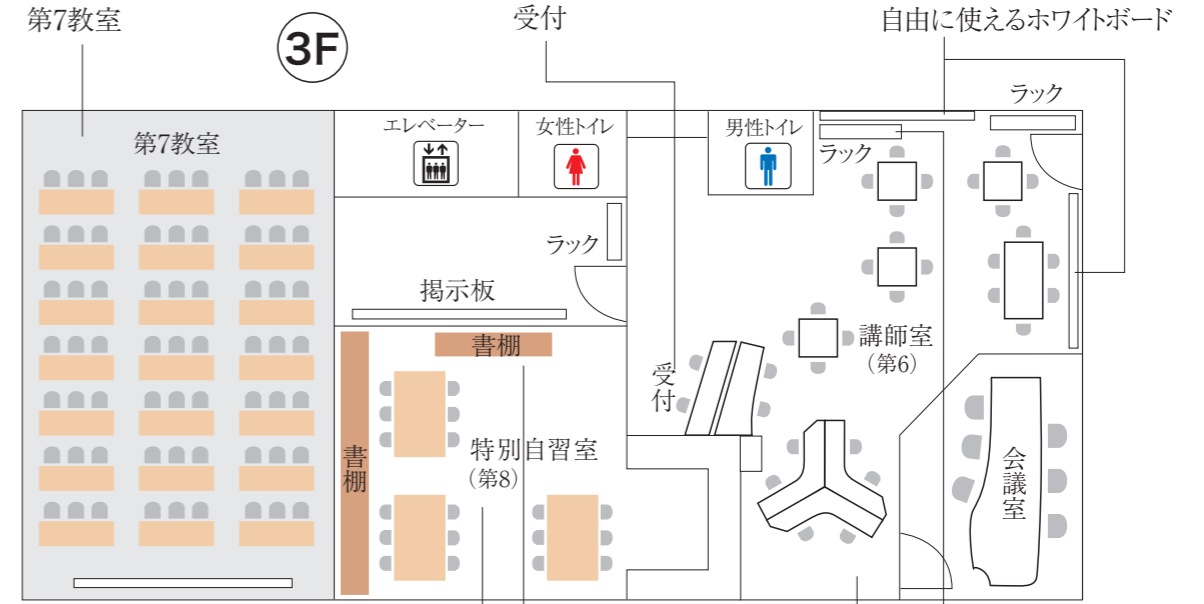 第7教室
3F
受付
自由に使えるホワイトボード
ラック
第7教室
エレベーター
女性トイレ
男性トイレ
ラック
ラック
掲示板
書棚
講師室
(第6)
受付
書棚
特別自習室
(第8)
会議室